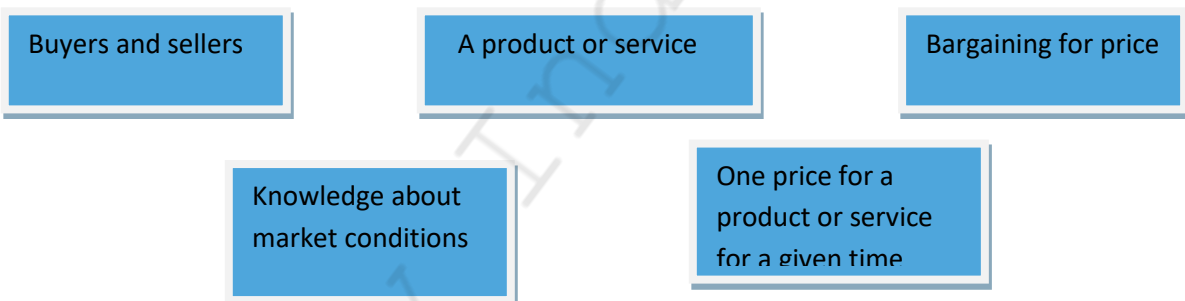 Buyers and sellers
A product or service
Bargaining for price
Knowledge about
market conditions
One price for a
product or service
for a given time